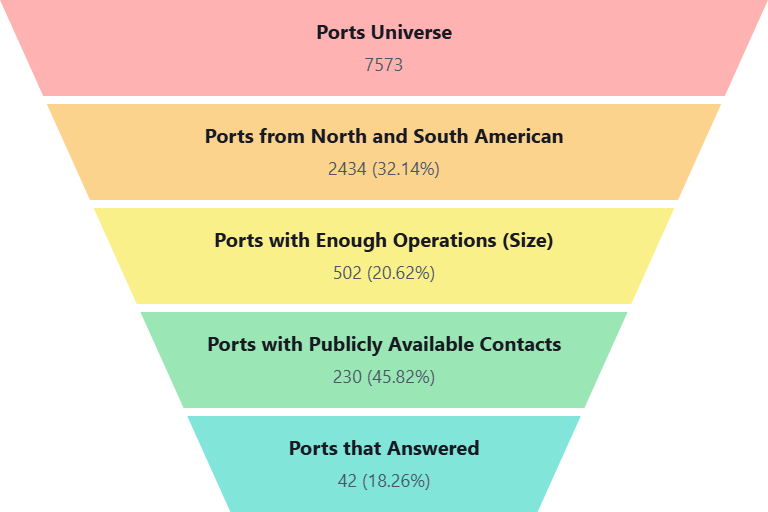 Ports Universe
7573
Ports from North and South American
2434 (32.14%)
Ports with Enough Operations (Size)
502 (20.62%)
Ports with Publicly Available Contacts
230 (45.82%)
Ports that Answered
42 (18.26%)